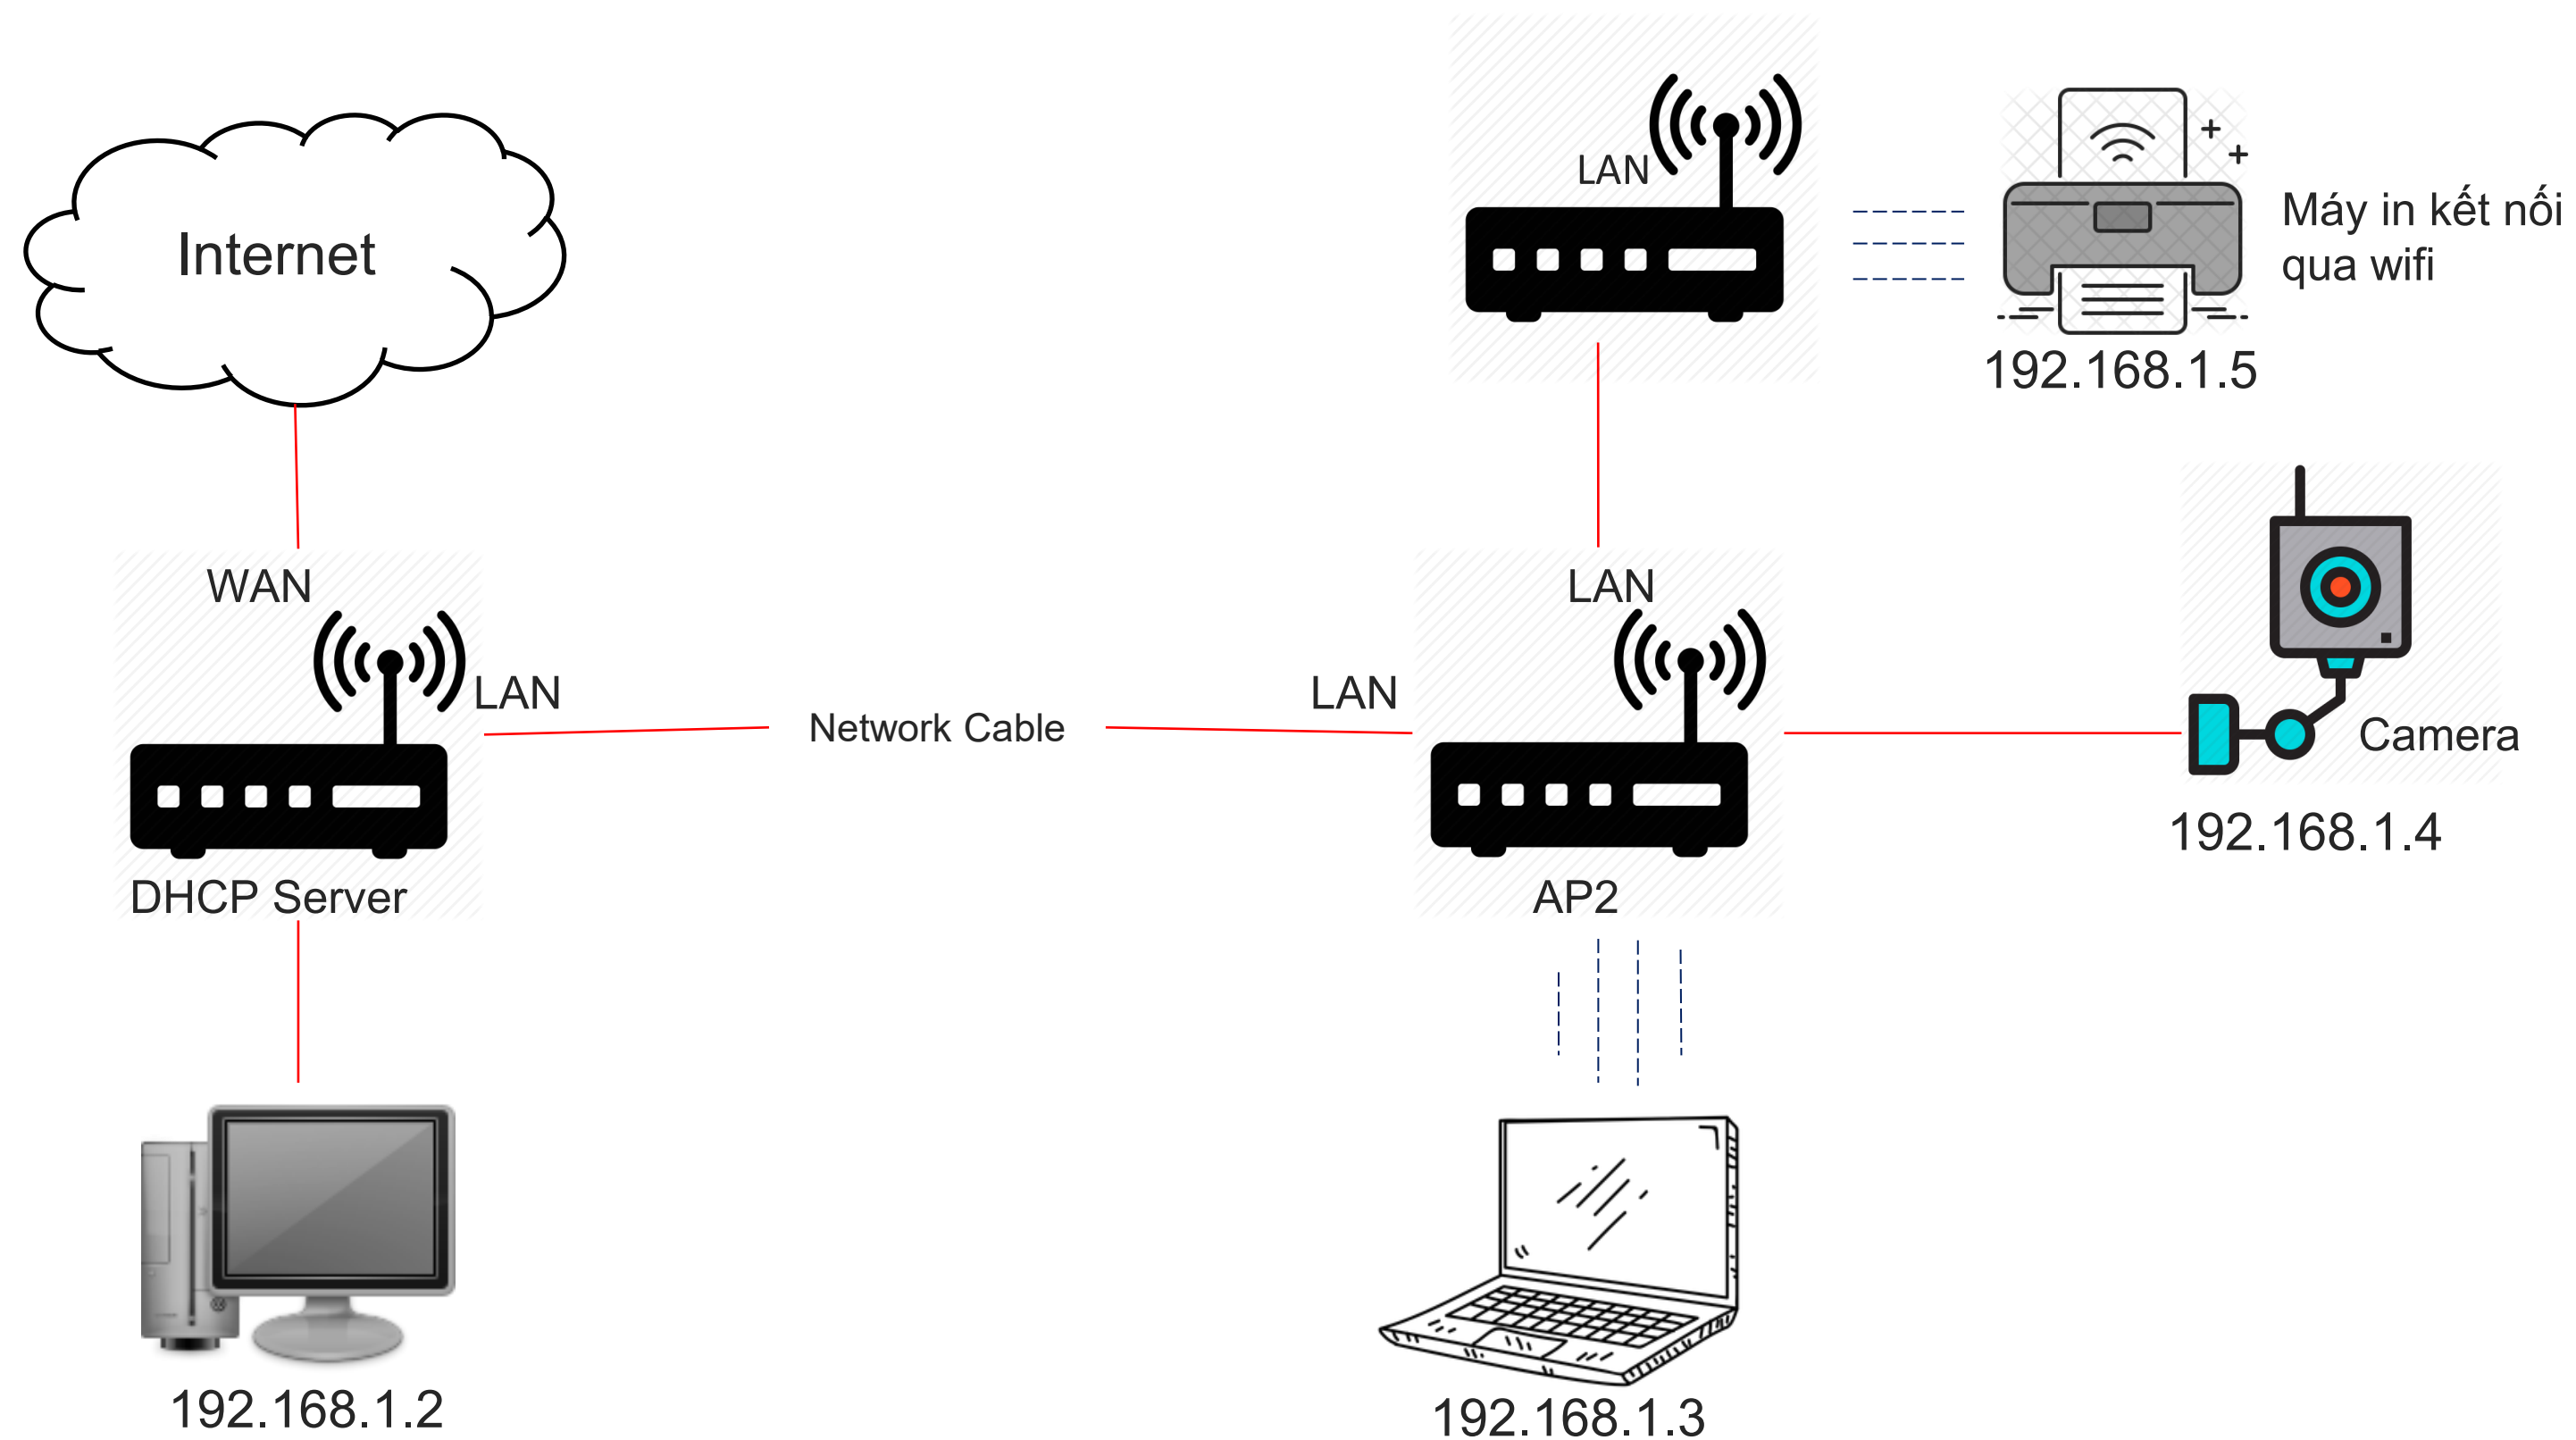 LAN
Máy in kết nối
qua wifi
192.168.1.5
Internet
WAN
LAN
DHCP Server
Network Cable
LAN
LAN
AP2
Camera
192.168.1.4
192.168.1.2
192.168.1.3